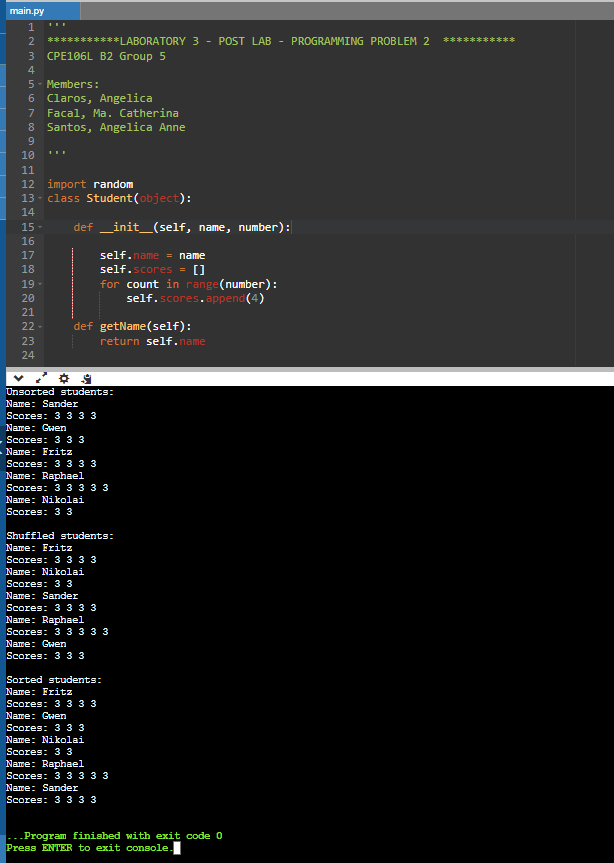 main.py
1 '''
2 ***********LABORATORY 3 - POST LAB - PROGRAMMING PROBLEM 2  ***********
3 CPE106L B2 Group 5
4
5 Members:
6 Claros, Angelica
7 Facal, Ma. Catherina
8 Santos, Angelica Anne
9
10 '''
11
12 import random
13 class Student(object):
14
15     def __init__(self, name, number):
16
17         self.name = name
18         self.scores = []
19         for count in range(number):
20             self.scores.append(4)
21
22     def getName(self):
23         return self.name
24
Unsorted students:
Name: Sander
Scores: 3 3 3 3
Name: Gwen
Scores: 3 3 3
Name: Fritz
Scores: 3 3 3 3
Name: Raphael
Scores: 3 3 3 3 3
Name: Nikolai
Scores: 3 3
Shuffled students:
Name: Fritz
Scores: 3 3 3 3
Name: Nikolai
Scores: 3 3
Name: Sander
Scores: 3 3 3 3
Name: Raphael
Scores: 3 3 3 3 3
Name: Gwen
Scores: 3 3 3
Sorted students:
Name: Fritz
Scores: 3 3 3 3
Name: Gwen
Scores: 3 3 3
Name: Nikolai
Scores: 3 3
Name: Raphael
Scores: 3 3 3 3 3
Name: Sander
Scores: 3 3 3 3
...Program finished with exit code 0
Press ENTER to exit console.